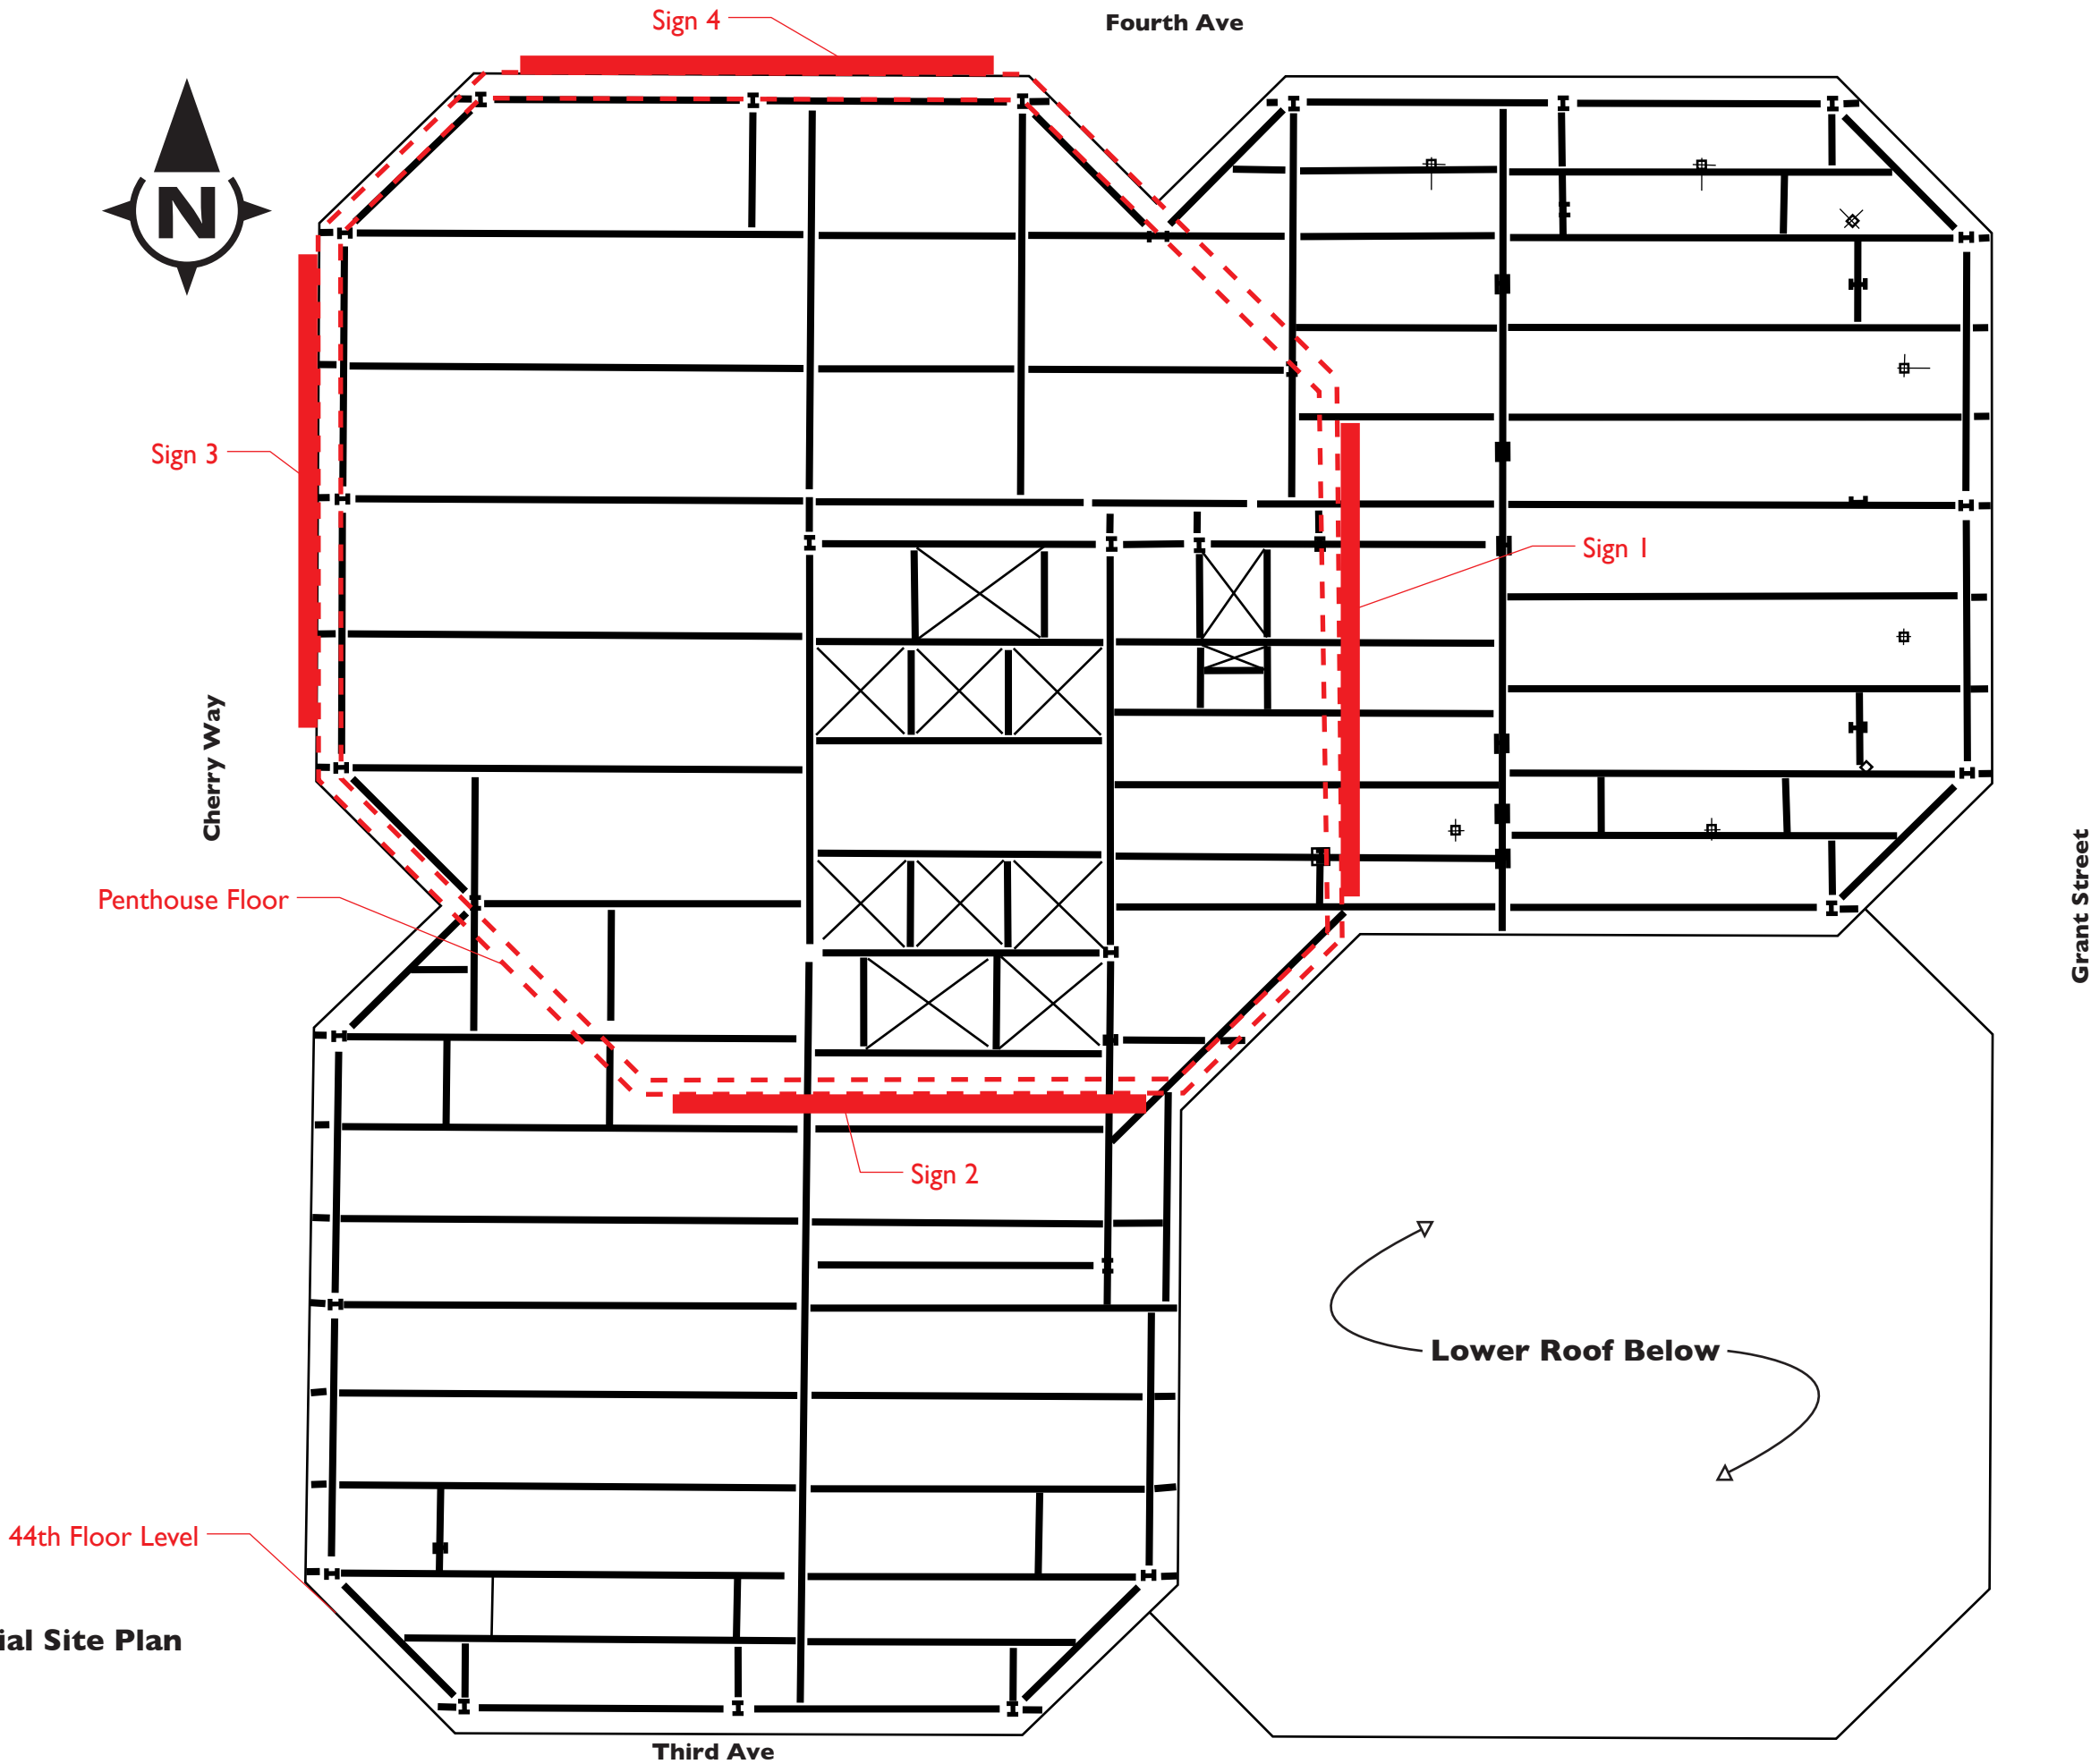 Sign 4
Fourth Ave
N
Sign 3
Sign 1
Cherry Way
Penthouse Floor
Grant Street
Sign 2
Lower Roof Below
44th Floor Level
ial Site Plan
Third Ave